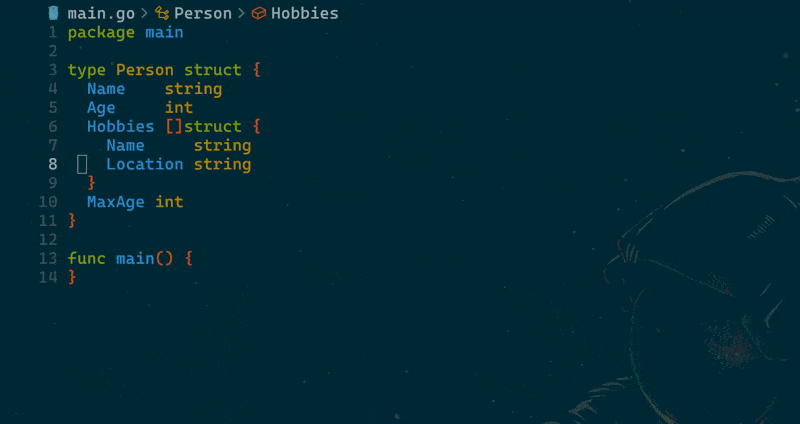 main.go > Person > Hobbies
1 package main
2
3 type Person struct {
4   Name    string
5   Age     int
6   Hobbies []struct {
7     Name     string
8     Location string
9   }
10   MaxAge int
11 }
12
13 func main() {
14 }